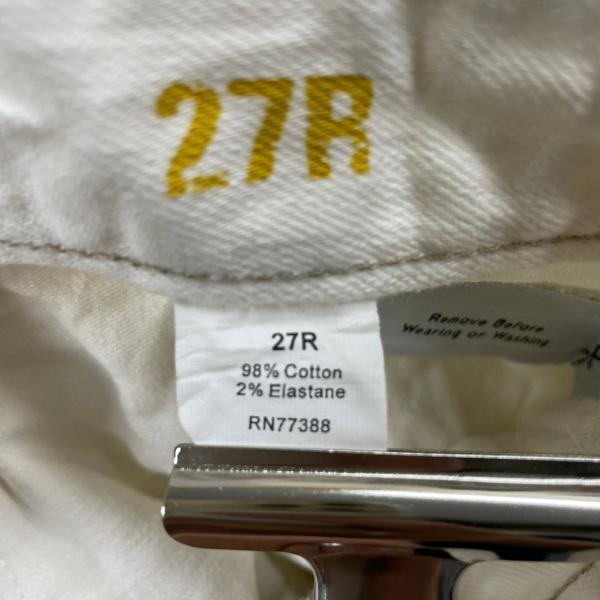 27R
27R
98% Cotton
2% Elastane
RN77388
Remove Before
Wearing or Washing